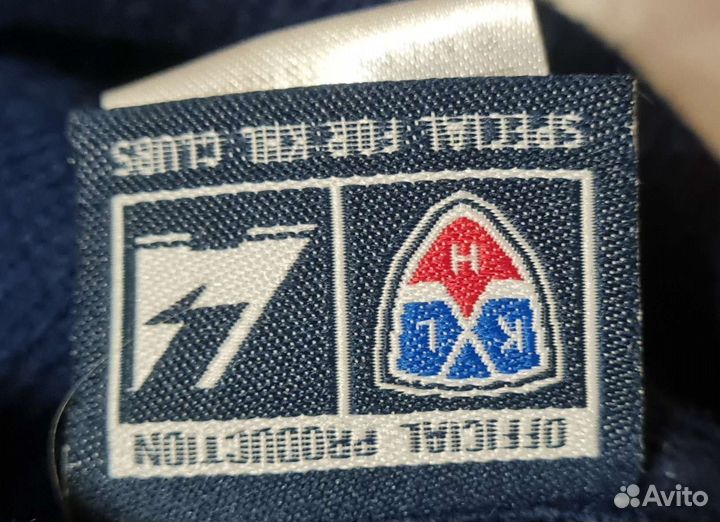 OFFICIAL PRODUCTION
K L
H
SPECIAL FOR KHL CLUBS
Avito